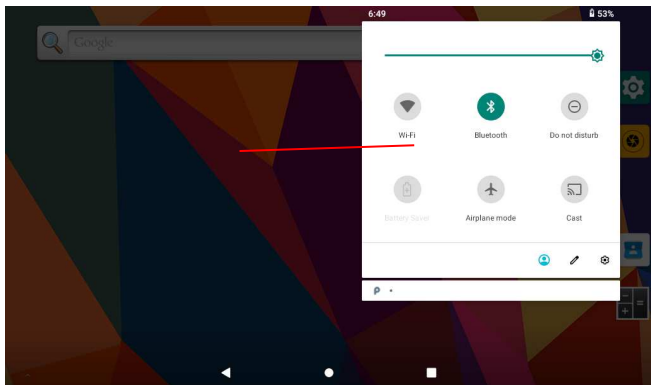 6:49 53%
Google
Wi-Fi Bluetooth Do not disturb
Battery Saver Airplane mode Cast